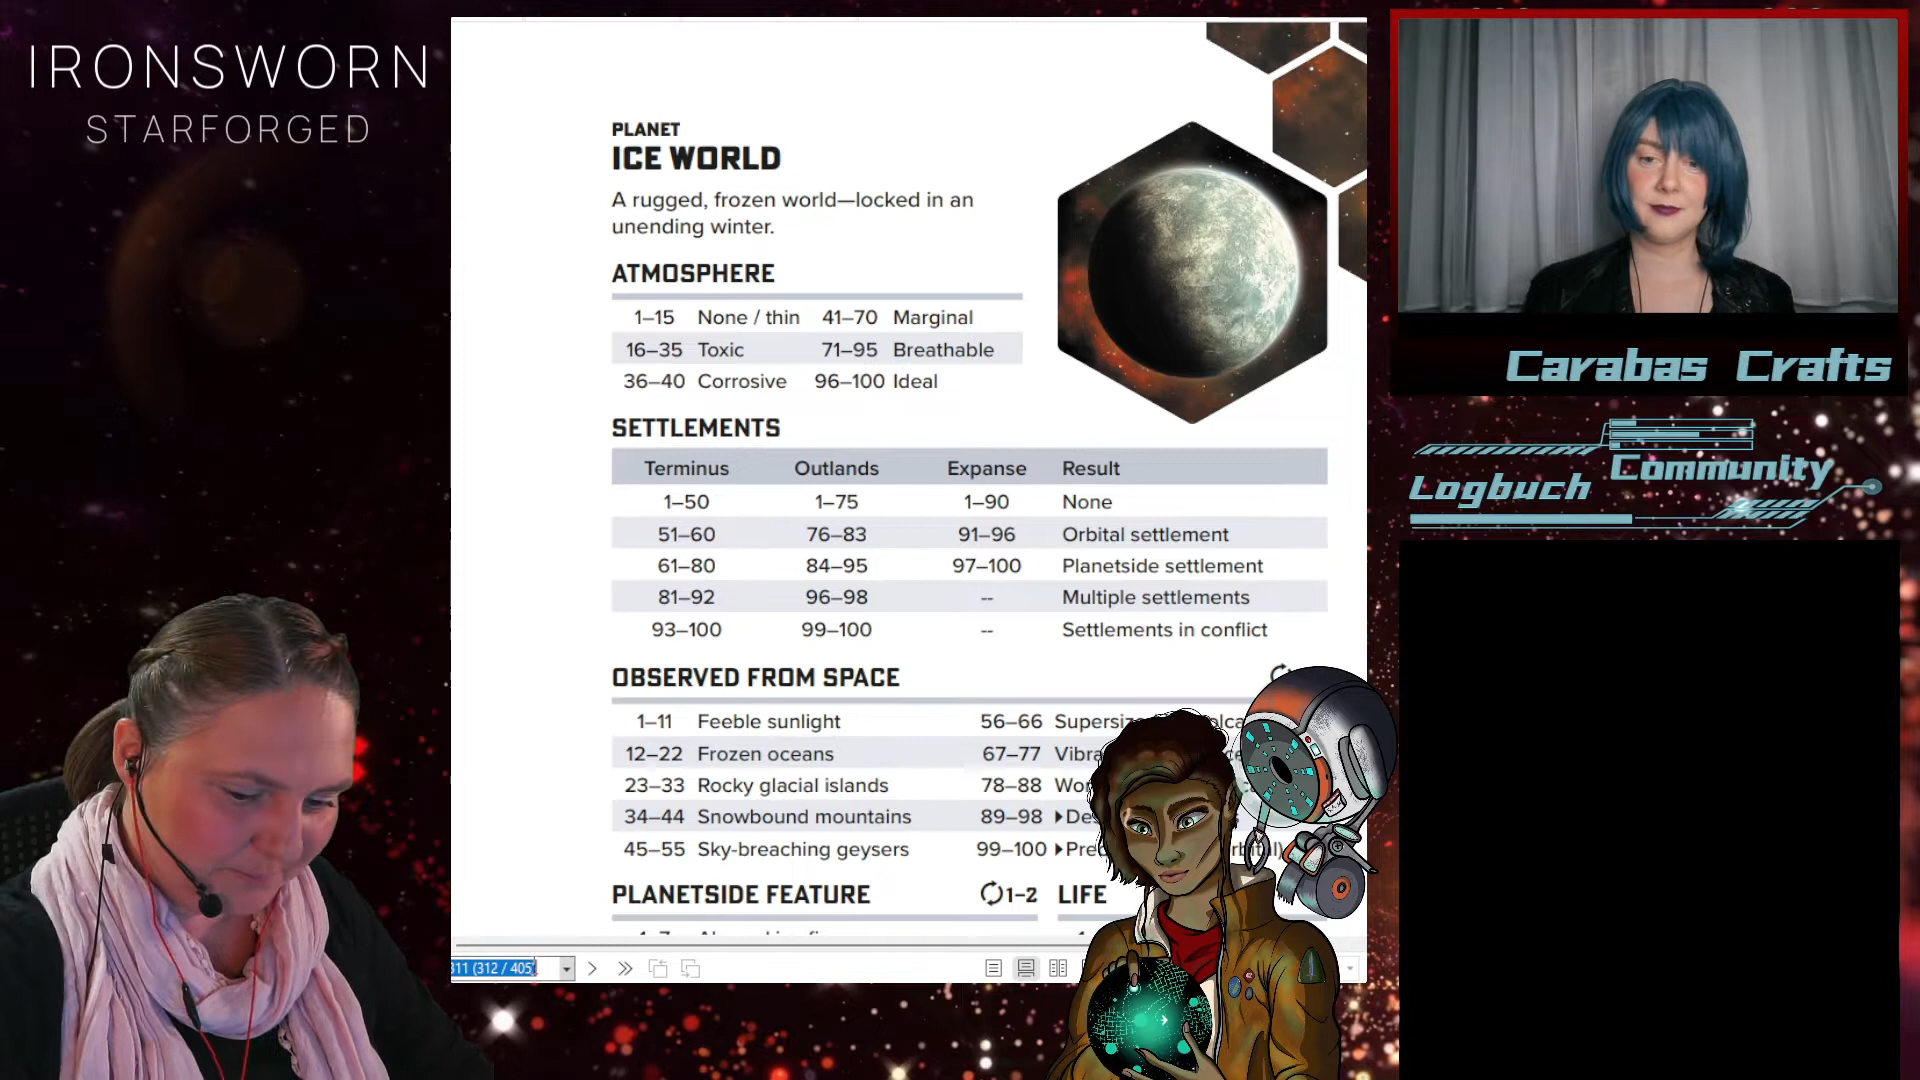 IRONSWORN
STARFORGED
PLANET
ICE WORLD
A rugged, frozen world—locked in an
unending winter.
ATMOSPHERE
1–15 None / thin 41–70 Marginal
16–35 Toxic 71–95 Breathable
36–40 Corrosive 96–100 Ideal
SETTLEMENTS
Terminus Outlands Expanse Result
1–50 1–75 1–90 None
51–60 76–83 91–96 Orbital settlement
61–80 84–95 97–100 Planetside settlement
81–92 96–98 -- Multiple settlements
93–100 99–100 -- Settlements in conflict
OBSERVED FROM SPACE
1–11 Feeble sunlight 56–66
12–22 Frozen oceans 67–77
23–33 Rocky glacial islands 78–88
34–44 Snowbound mountains 89–98
45–55 Sky-breaching geysers 99–100
PLANETSIDE FEATURE 1–2 LIFE
311 (312 / 405)
Carabas Crafts
Logbuch Community